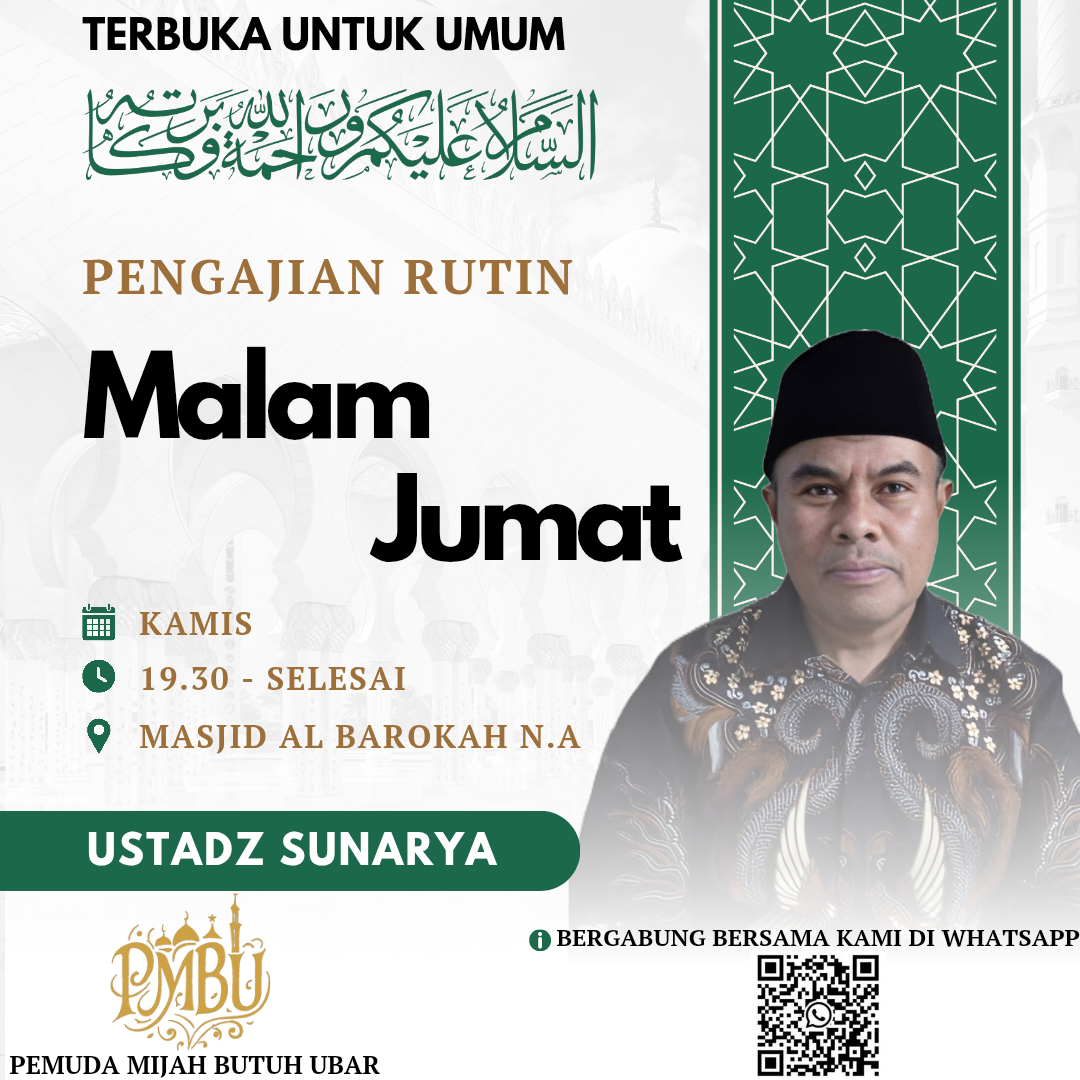 TERBUKA UNTUK UMUM
السلام عليكم ورحمة الله وبركاته
PENGAJIAN RUTIN
Malam
Jumat
KAMIS
19.30 - SELESAI
MASJID AL BAROKAH N.A
USTADZ SUNARYA
PMBU
PEMUDA MIJAH BUTUH UBAR
BERGABUNG BERSAMA KAMI DI WHATSAPP